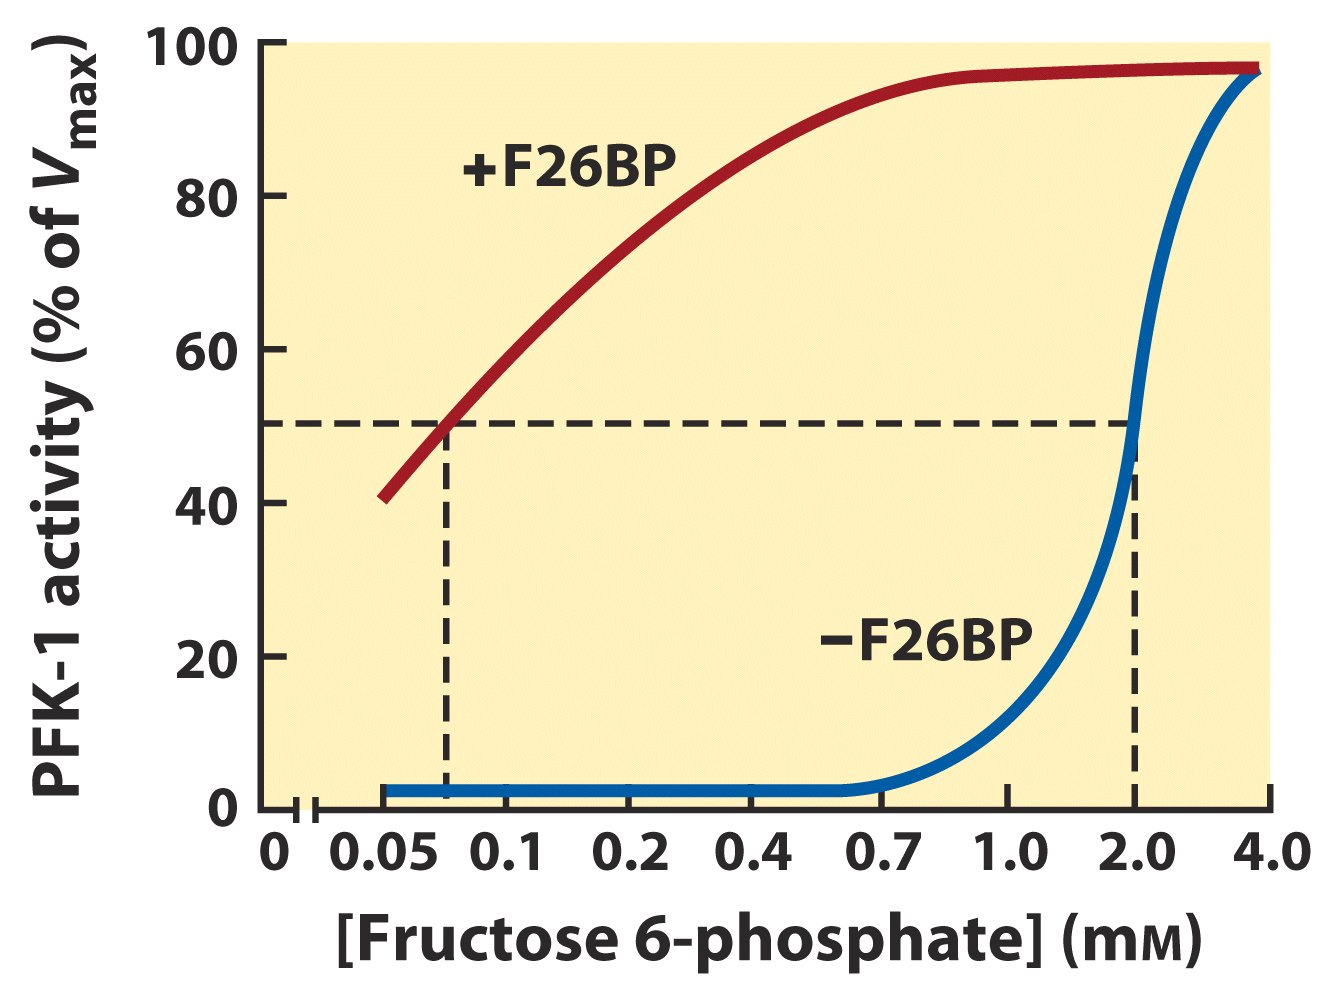 PFK-1 activity (% of Vmax)
100
80
60
40
20
0
+F26BP
−F26BP
0 0.05 0.1 0.2 0.4 0.7 1.0 2.0 4.0
[Fructose 6-phosphate] (mM)